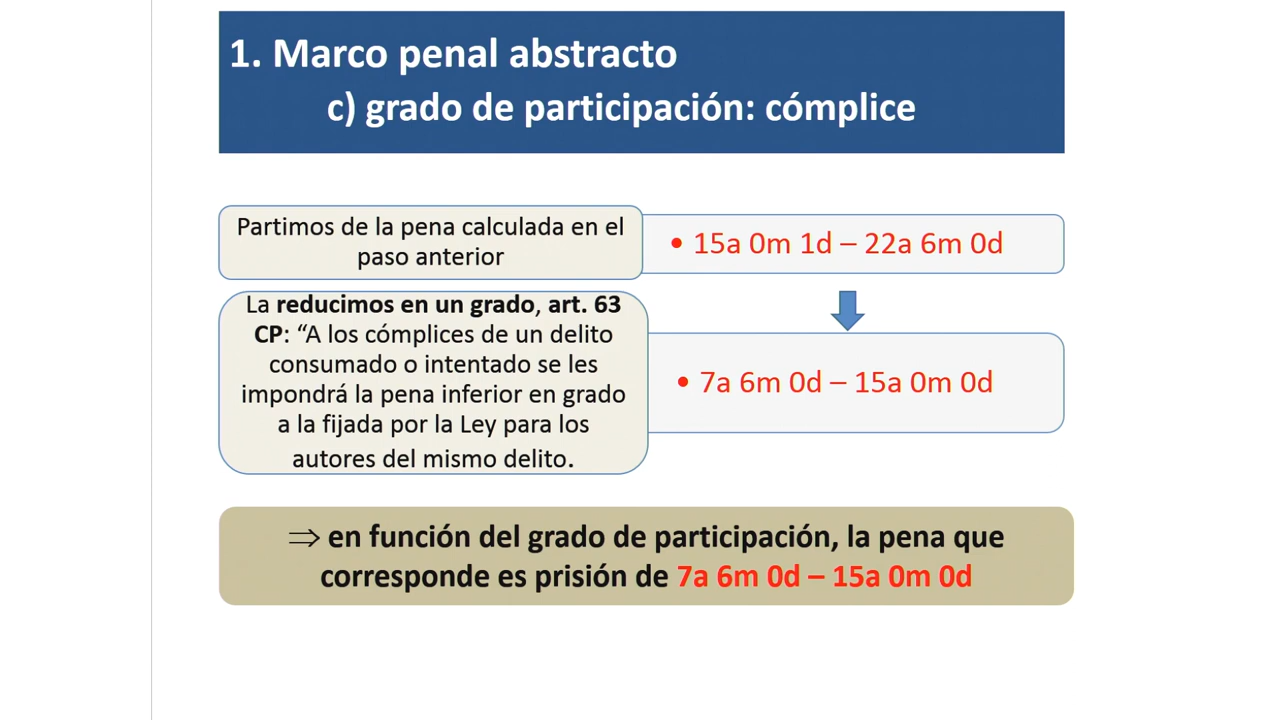 1. Marco penal abstracto
c) grado de participación: cómplice
Partimos de la pena calculada en el
paso anterior
• 15a 0m 1d – 22a 6m 0d
La reducimos en un grado, art. 63
CP: “A los cómplices de un delito
consumado o intentado se les
impondrá la pena inferior en grado
a la fijada por la Ley para los
autores del mismo delito.
• 7a 6m 0d – 15a 0m 0d
⇒ en función del grado de participación, la pena que
corresponde es prisión de 7a 6m 0d – 15a 0m 0d